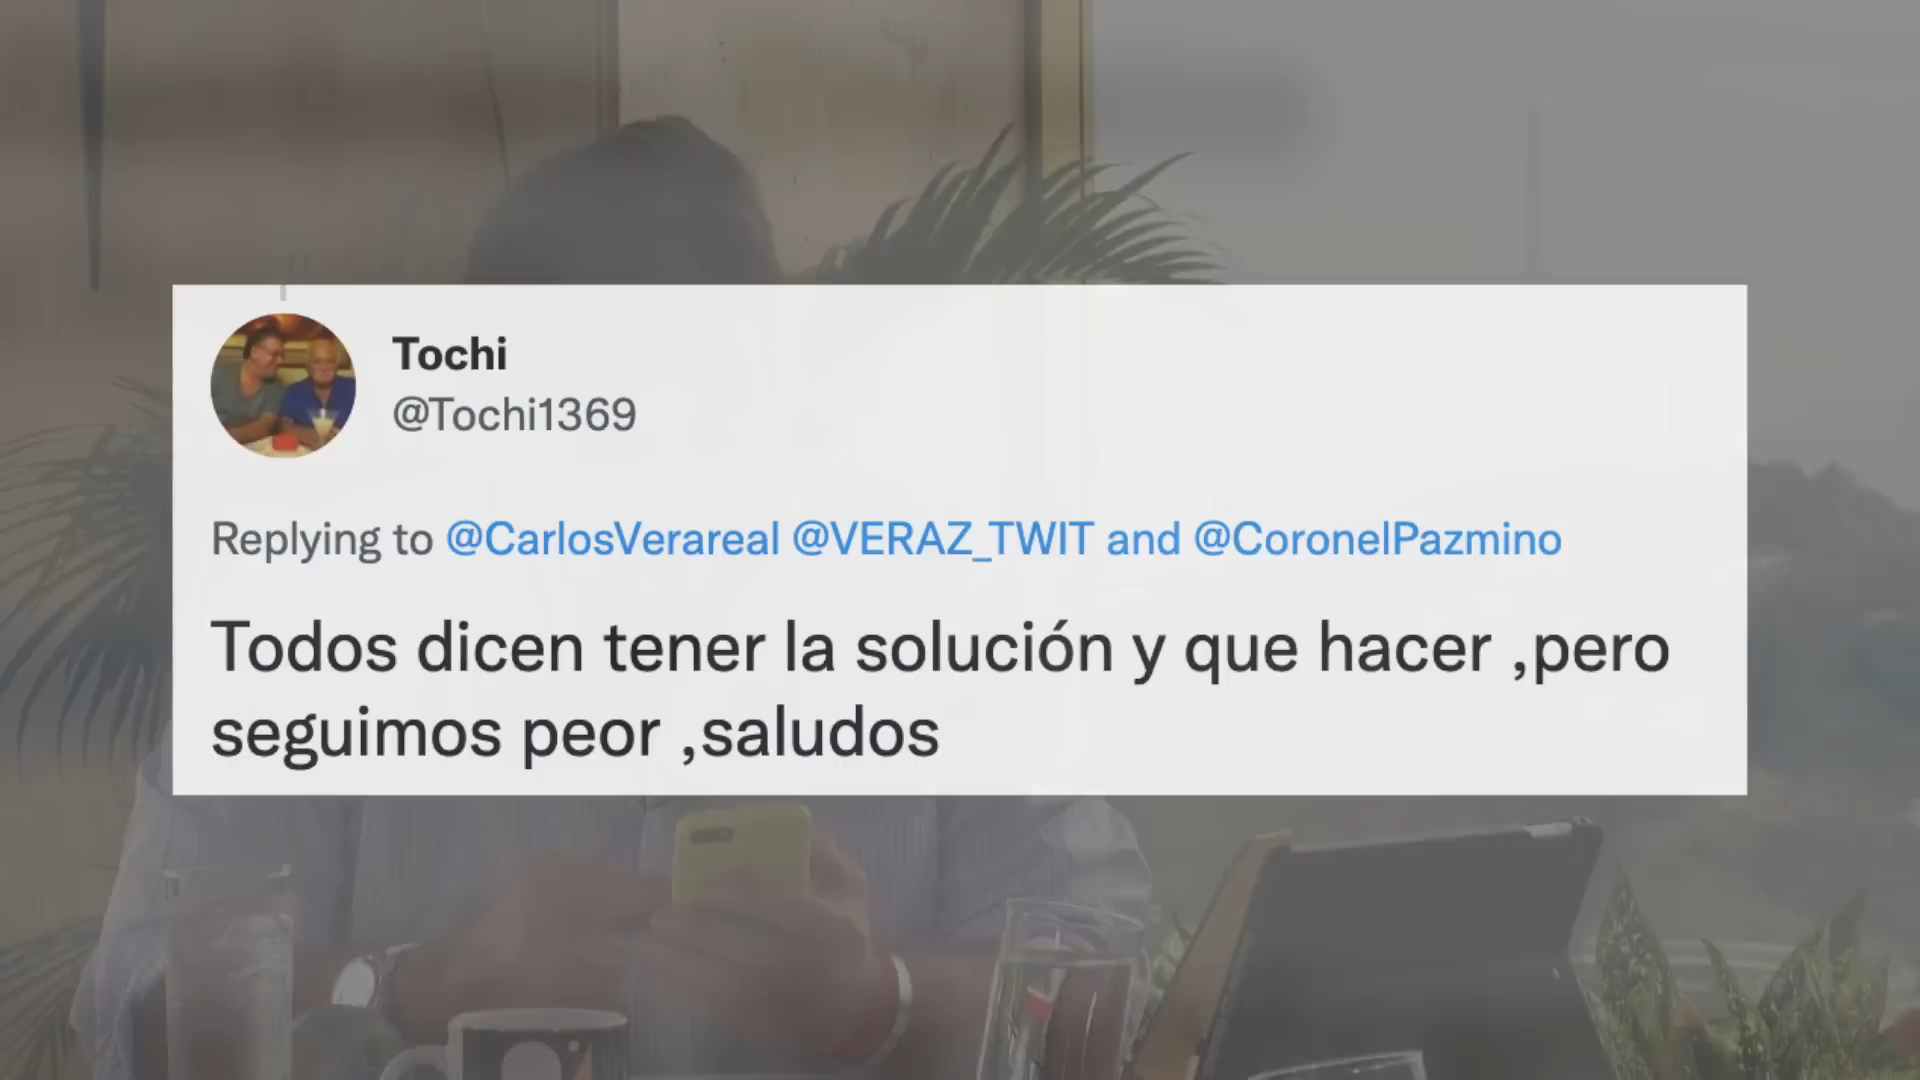 Tochi
@Tochi1369
Replying to @CarlosVerareal @VERAZ_TWIT and @CoronelPazmino
Todos dicen tener la solución y que hacer ,pero
seguimos peor ,saludos